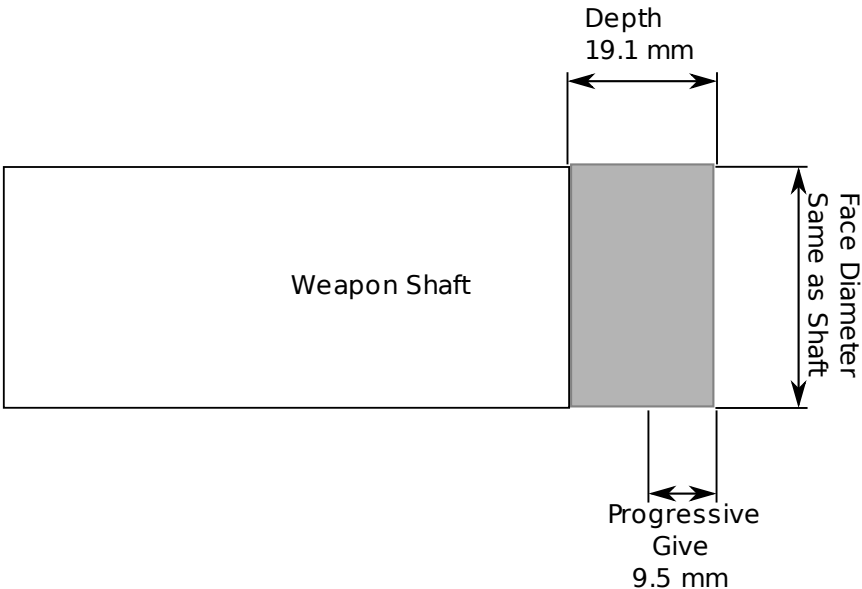 Depth
19.1 mm
Weapon Shaft
Face Diameter
Same as Shaft
Progressive
Give
9.5 mm